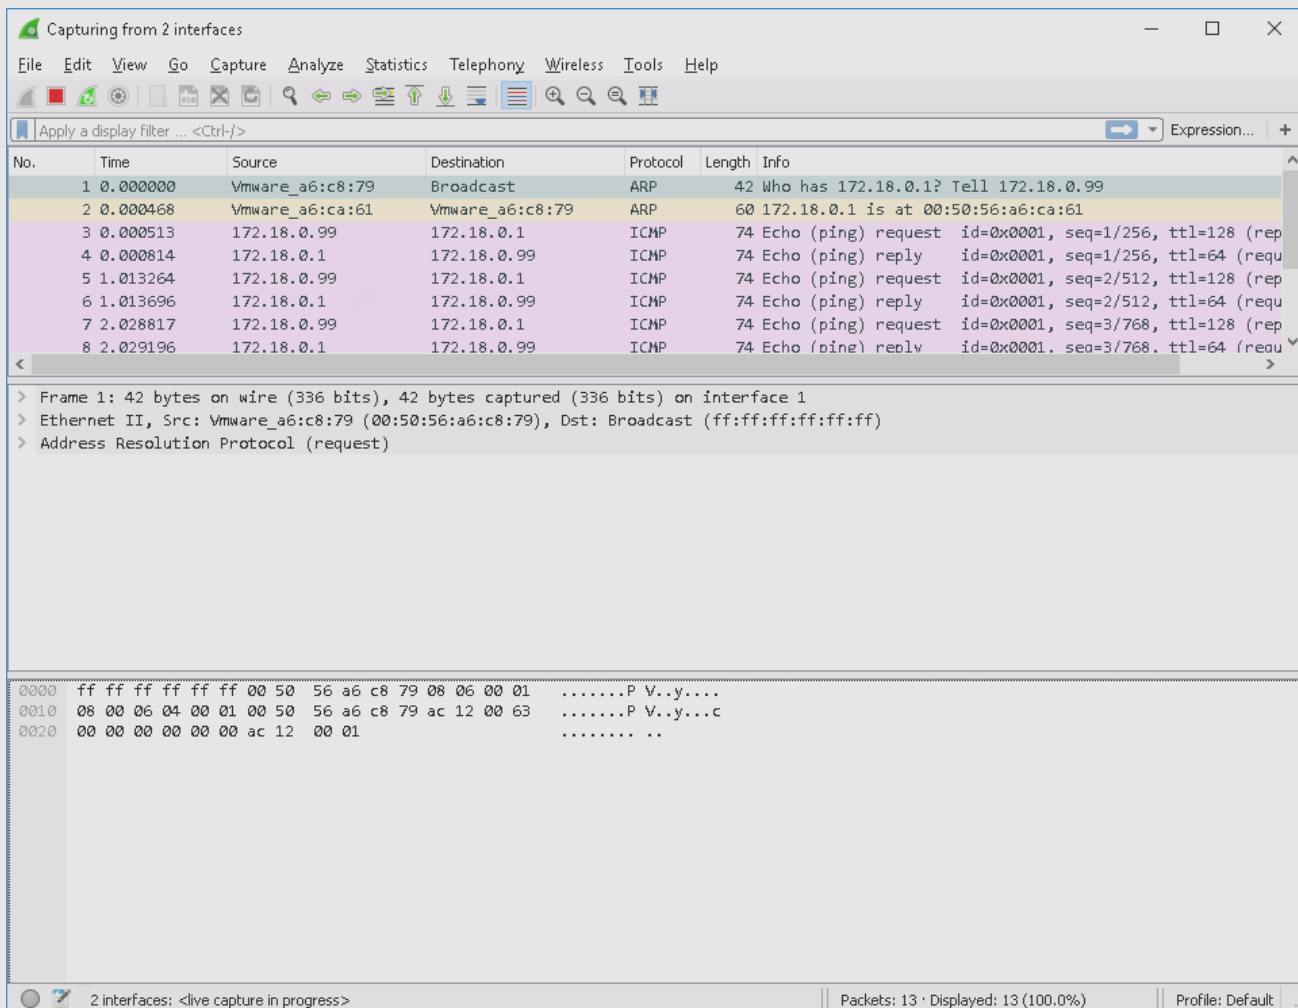 Capturing from 2 interfaces
File Edit View Go Capture Analyze Statistics Telephony Wireless Tools Help
Apply a display filter ... <Ctrl-/> Expression... +
No. Time Source Destination Protocol Length Info
1 0.000000 Vmware_a6:c8:79 Broadcast ARP 42 Who has 172.18.0.1? Tell 172.18.0.99
2 0.000468 Vmware_a6:ca:61 Vmware_a6:c8:79 ARP 60 172.18.0.1 is at 00:50:56:a6:ca:61
3 0.000513 172.18.0.99 172.18.0.1 ICMP 74 Echo (ping) request id=0x0001, seq=1/256, ttl=128 (rep
4 0.000814 172.18.0.1 172.18.0.99 ICMP 74 Echo (ping) reply id=0x0001, seq=1/256, ttl=64 (requ
5 1.013264 172.18.0.99 172.18.0.1 ICMP 74 Echo (ping) request id=0x0001, seq=2/512, ttl=128 (rep
6 1.013696 172.18.0.1 172.18.0.99 ICMP 74 Echo (ping) reply id=0x0001, seq=2/512, ttl=64 (requ
7 2.028817 172.18.0.99 172.18.0.1 ICMP 74 Echo (ping) request id=0x0001, seq=3/768, ttl=128 (rep
8 2.029196 172.18.0.1 172.18.0.99 ICMP 74 Echo (ping) reply id=0x0001, seq=3/768, ttl=64 (requ
> Frame 1: 42 bytes on wire (336 bits), 42 bytes captured (336 bits) on interface 1
> Ethernet II, Src: Vmware_a6:c8:79 (00:50:56:a6:c8:79), Dst: Broadcast (ff:ff:ff:ff:ff:ff)
> Address Resolution Protocol (request)
0000 ff ff ff ff ff ff 00 50 56 a6 c8 79 08 06 00 01 .......P V..y....
0010 08 00 06 04 00 01 00 50 56 a6 c8 79 ac 12 00 63 .......P V..y...c
0020 00 00 00 00 00 00 ac 12 00 01 ........ ..
2 interfaces: <live capture in progress> Packets: 13 · Displayed: 13 (100.0%) Profile: Default